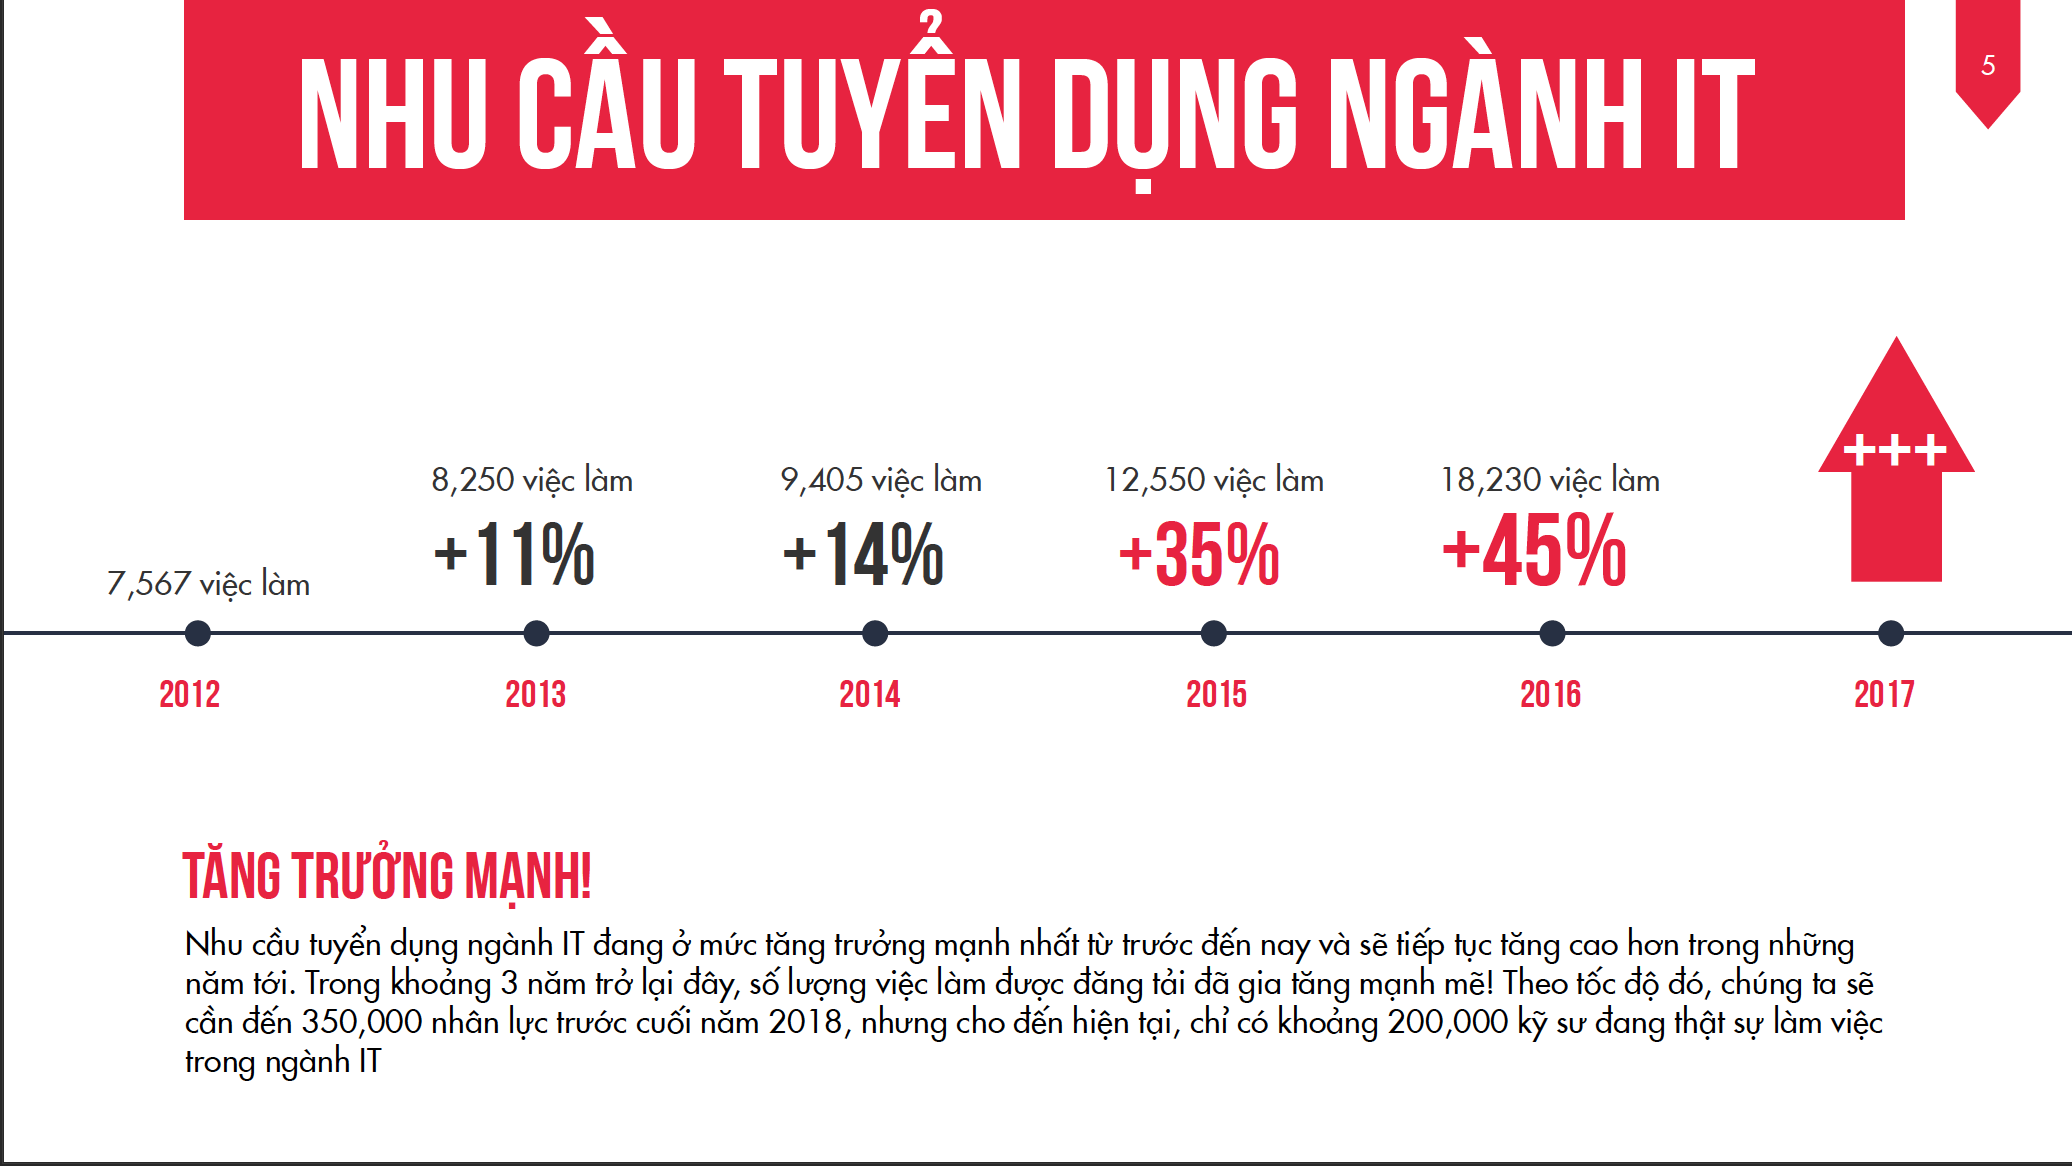 NHU CẦU TUYỂN DỤNG NGÀNH IT
5
+++
8,250 việc làm
9,405 việc làm
12,550 việc làm
18,230 việc làm
+11%
+14%
+35%
+45%
7,567 việc làm
2012
2013
2014
2015
2016
2017
TĂNG TRƯỞNG MẠNH!
Nhu cầu tuyển dụng ngành IT đang ở mức tăng trưởng mạnh nhất từ trước đến nay và sẽ tiếp tục tăng cao hơn trong những
năm tới. Trong khoảng 3 năm trở lại đây, số lượng việc làm được đăng tải đã gia tăng mạnh mẽ! Theo tốc độ đó, chúng ta sẽ
cần đến 350,000 nhân lực trước cuối năm 2018, nhưng cho đến hiện tại, chỉ có khoảng 200,000 kỹ sư đang thật sự làm việc
trong ngành IT